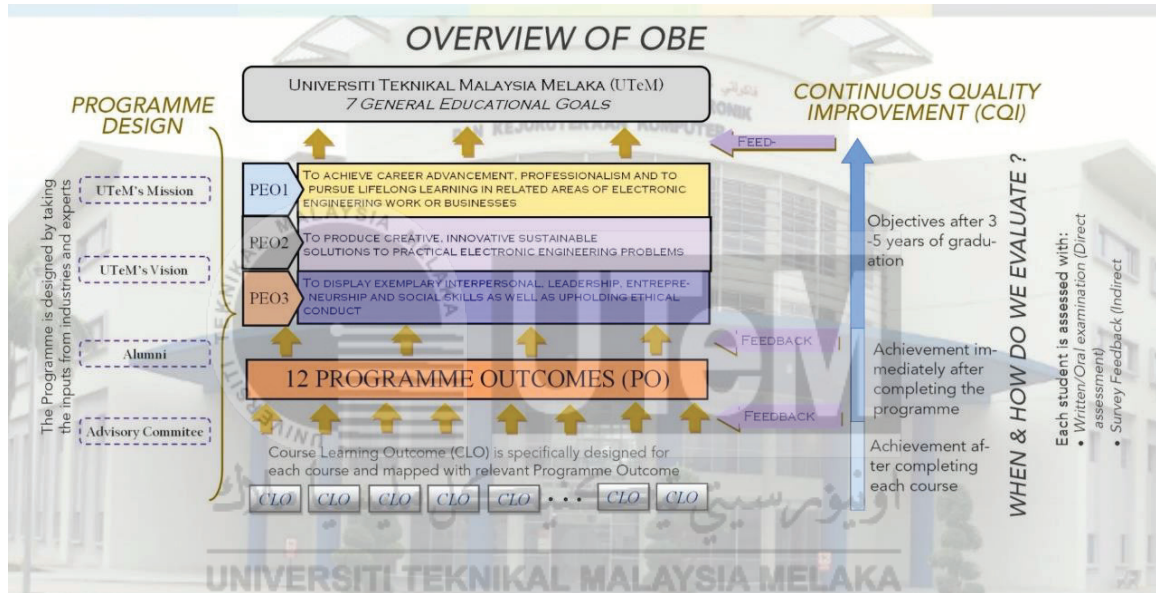 OVERVIEW OF OBE
UNIVERSITI TEKNIKAL MALAYSIA MELAKA (UTeM)
7 GENERAL EDUCATIONAL GOALS
PROGRAMME
DESIGN
The Programme is designed by taking
the inputs from industries and experts
UTeM's Mission
UTeM's Vision
Alumni
Advisory Commitee
PEO1
TO ACHIEVE CAREER ADVANCEMENT, PROFESSIONALISM AND TO
PURSUE LIFELONG LEARNING IN RELATED AREAS OF ELECTRONIC
ENGINEERING WORK OR BUSINESSES
PEO2
TO PRODUCE CREATIVE, INNOVATIVE SUSTAINABLE
SOLUTIONS TO PRACTICAL ELECTRONIC ENGINEERING PROBLEMS
PEO3
TO DISPLAY EXEMPLARY INTERPERSONAL, LEADERSHIP, ENTREPRE-
NEURSHIP AND SOCIAL SKILLS AS WELL AS UPHOLDING ETHICAL
CONDUCT
12 PROGRAMME OUTCOMES (PO)
Course Learning Outcome (CLO) is specifically designed for
each course and mapped with relevant Programme Outcome
CLO CLO CLO CLO CLO • • • CLO CLO
CONTINUOUS QUALITY
IMPROVEMENT (CQI)
FEED-
FEEDBACK
FEEDBACK
Objectives after 3
-5 years of gradu-
ation
Achievement im-
mediately after
completing the
programme
Achievement af-
ter completing
each course
WHEN & HOW DO WE EVALUATE ?
Each student is assessed with:
• Written/Oral examination (Direct
assessment)
• Survey Feedback (Indirect
DAN KEJURUTERAAN KOMPUTER
UTeM
UNIVERSITI TEKNIKAL MALAYSIA MELAKA
UNIVERSITI TEKNIKAL MALAYSIA MELAKA